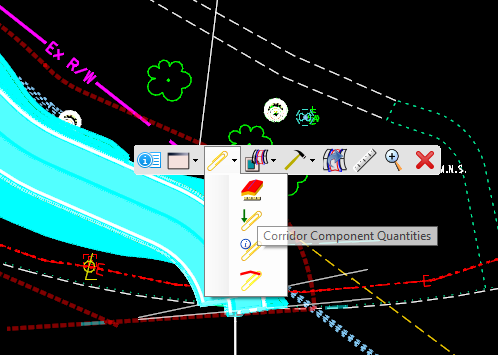 Ex R/W
M.N.S.
Corridor Component Quantities
E